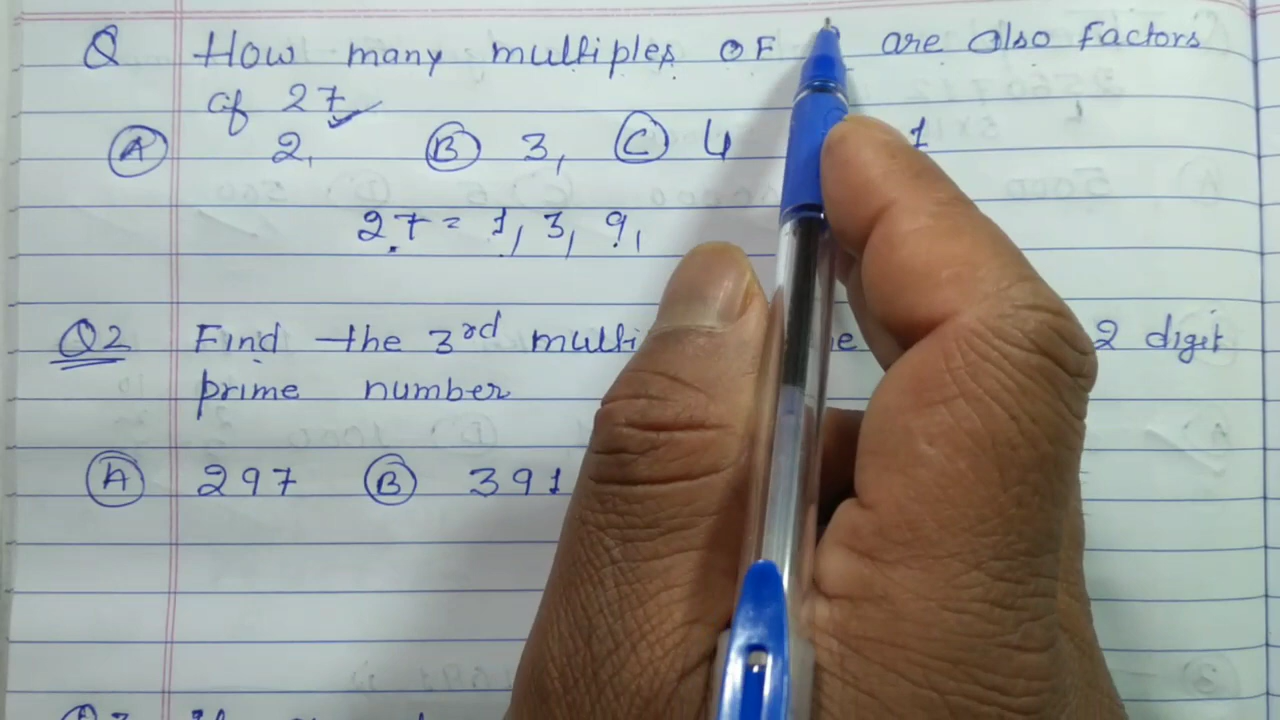 Q How many multiples OF are also factors
of 27
A 2, B 3, C 4 1
27 = 1, 3, 9,
Q2 Find the 3rd 2 digit
prime number
A 297 B 391